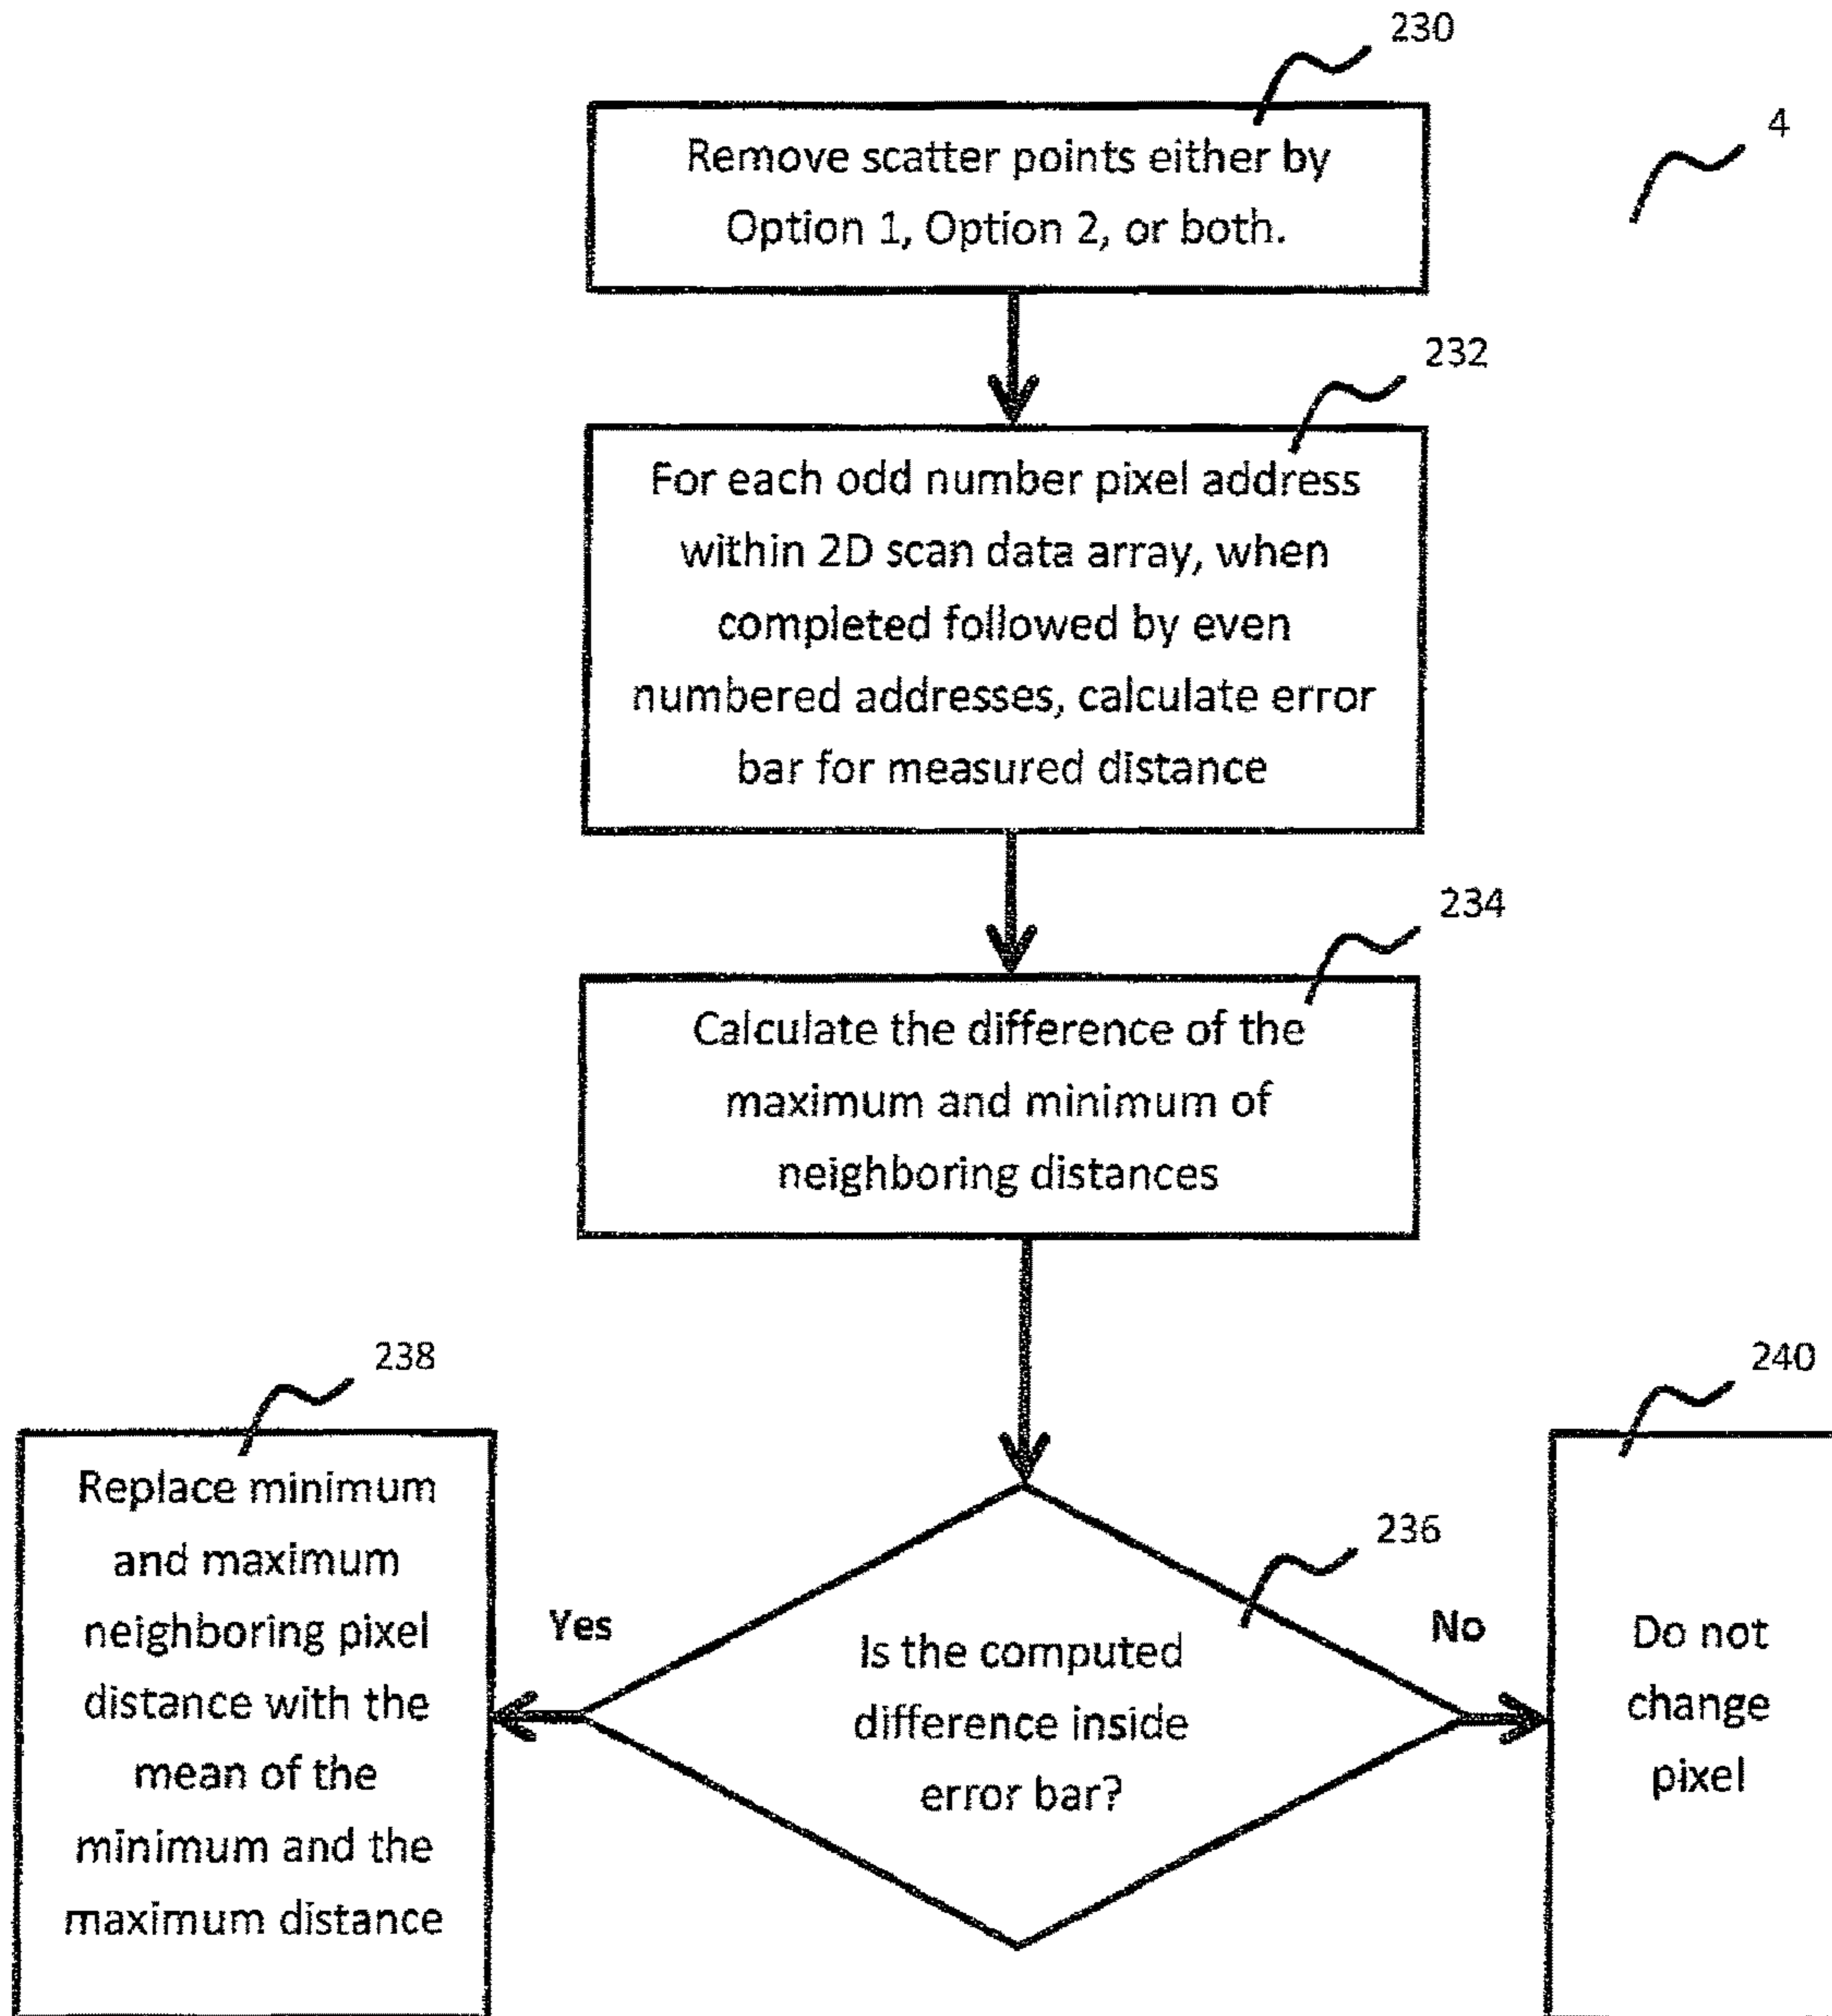 230
4
Remove scatter points either by
Option 1, Option 2, or both.
232
For each odd number pixel address
within 2D scan data array, when
completed followed by even
numbered addresses, calculate error
bar for measured distance
234
Calculate the difference of the
maximum and minimum of
neighboring distances
238
240
Replace minimum
and maximum
neighboring pixel
distance with the
mean of the
minimum and the
maximum distance
Yes
236
Is the computed
difference inside
error bar?
No
Do not
change
pixel